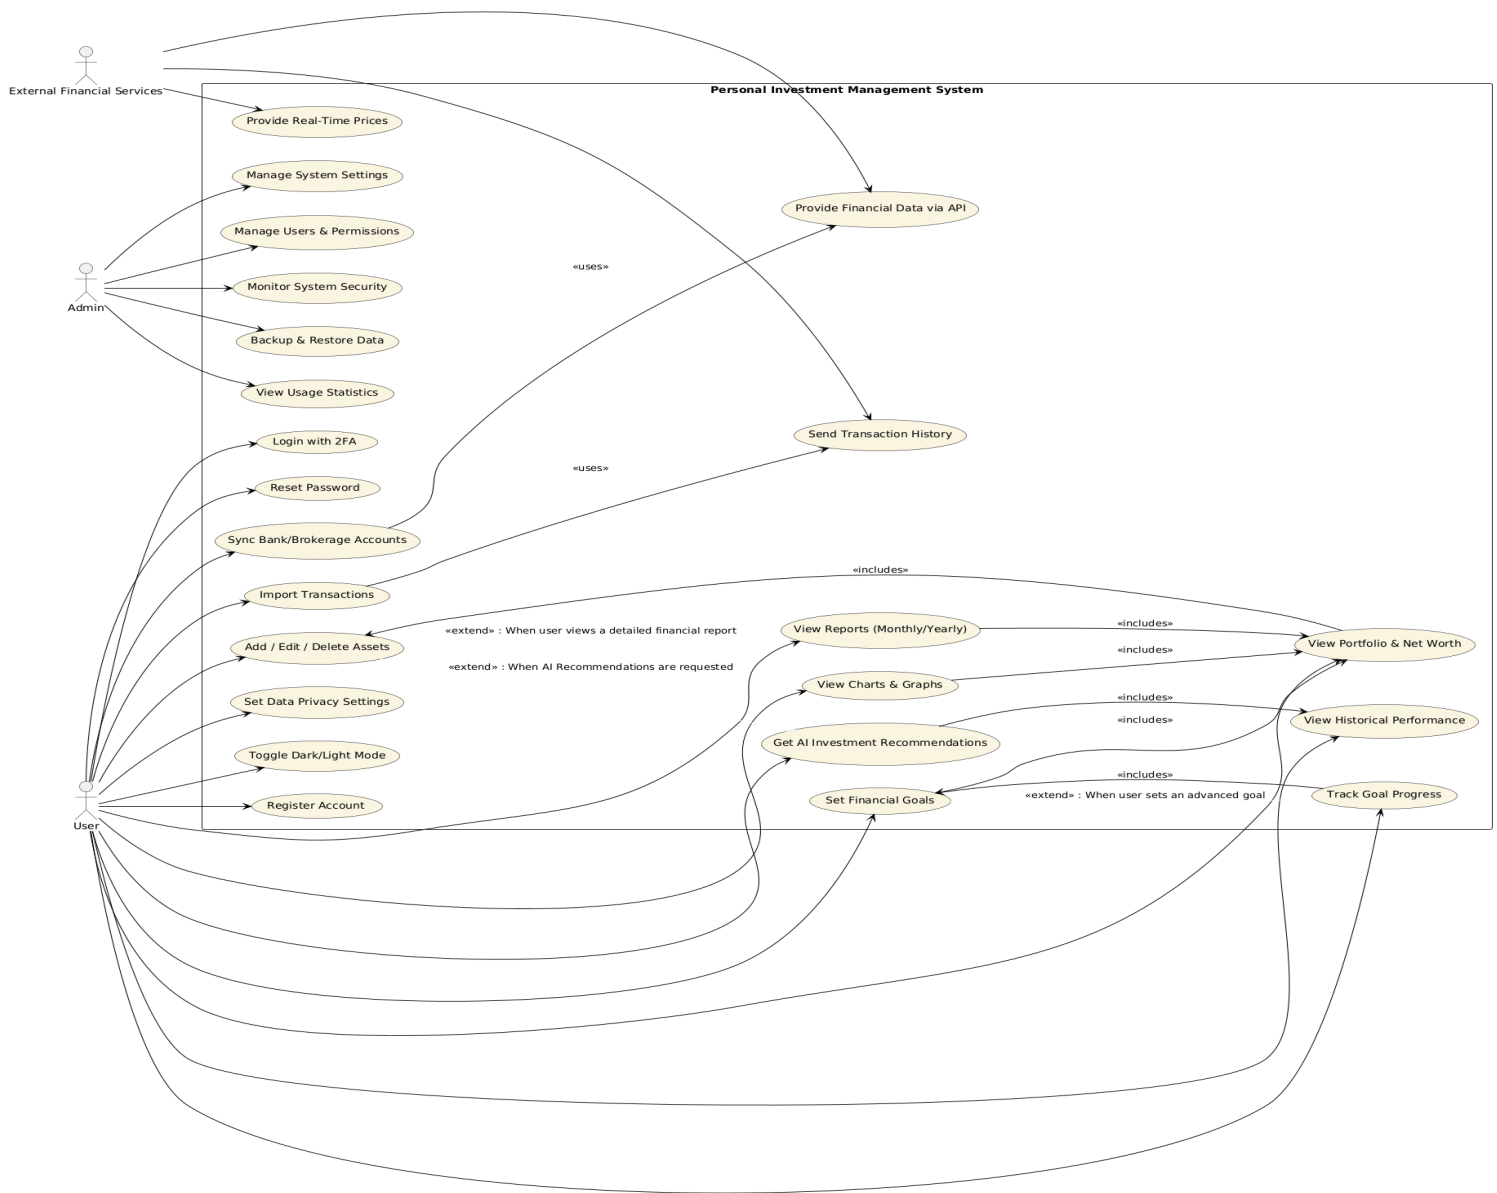 External Financial Services
Personal Investment Management System
Provide Real-Time Prices
Manage System Settings
Provide Financial Data via API
Manage Users & Permissions
«uses»
Monitor System Security
Admin
Backup & Restore Data
View Usage Statistics
Send Transaction History
Login with 2FA
«uses»
Reset Password
Sync Bank/Brokerage Accounts
«includes»
Import Transactions
«includes»
«extend» : When user views a detailed financial report
View Reports (Monthly/Yearly)
View Portfolio & Net Worth
Add / Edit / Delete Assets
«includes»
«extend» : When AI Recommendations are requested
View Charts & Graphs
«includes»
Set Data Privacy Settings
«includes»
View Historical Performance
Get AI Investment Recommendations
Toggle Dark/Light Mode
«includes»
«extend» : When user sets an advanced goal
Track Goal Progress
Set Financial Goals
Register Account
User